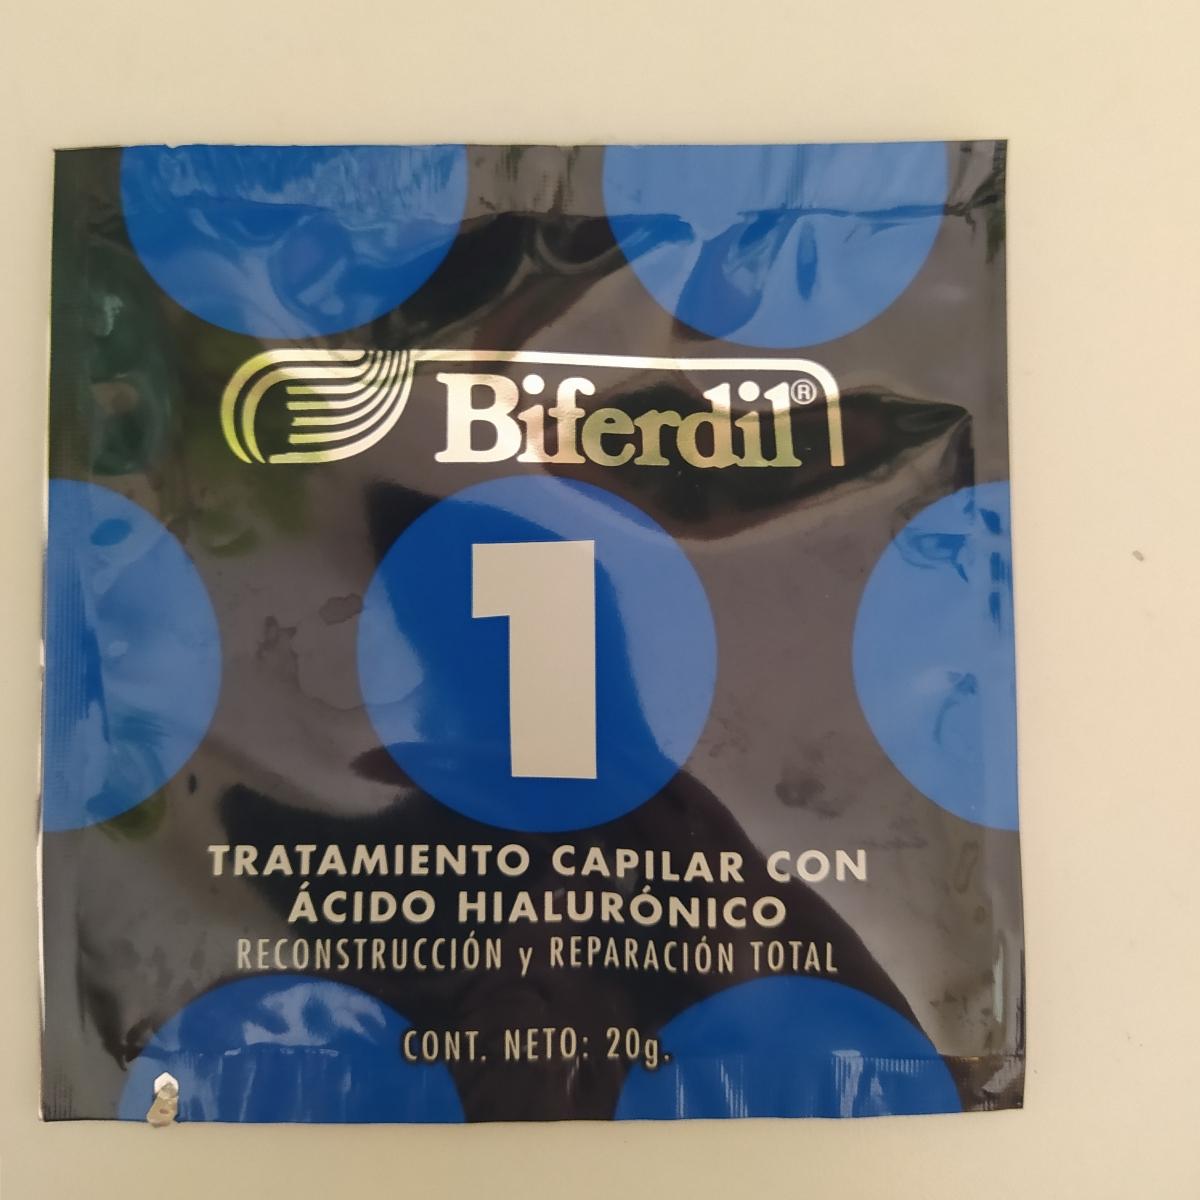 Biferdil®
1
TRATAMIENTO CAPILAR CON
ÁCIDO HIALURÓNICO
RECONSTRUCCIÓN y REPARACIÓN TOTAL
CONT. NETO: 20g.